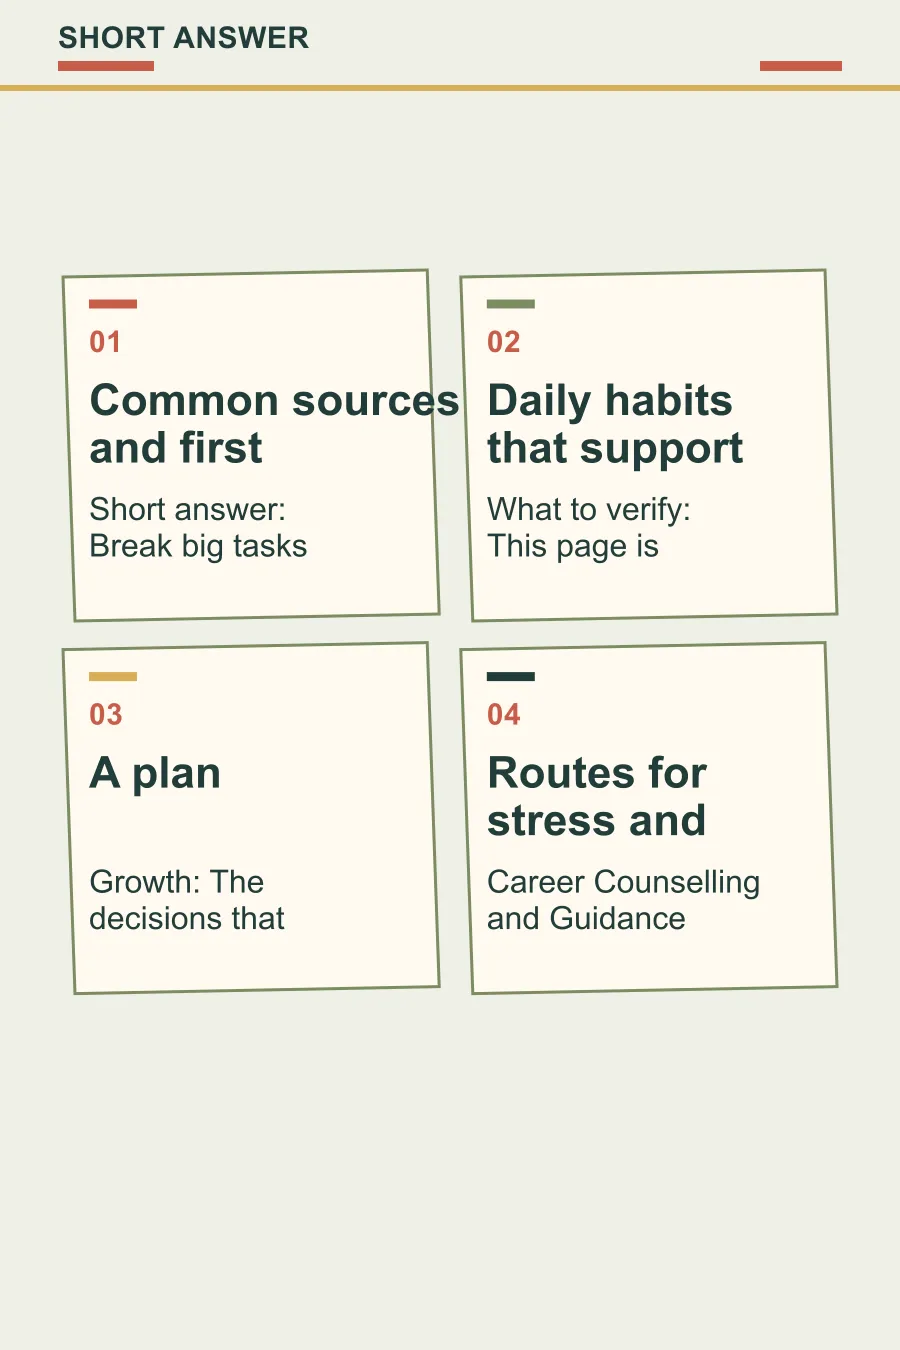 SHORT ANSWER
01
Common sources
and first
Short answer:
Break big tasks
02
Daily habits
that support
What to verify:
This page is
03
A plan
Growth: The
decisions that
04
Routes for
stress and
Career Counselling
and Guidance